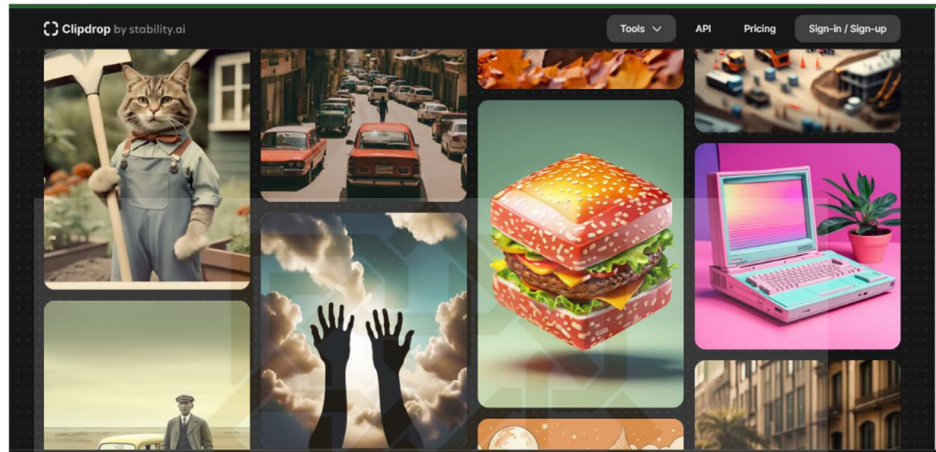 Clipdrop by stability.ai
Tools
API
Pricing
Sign-in / Sign-up